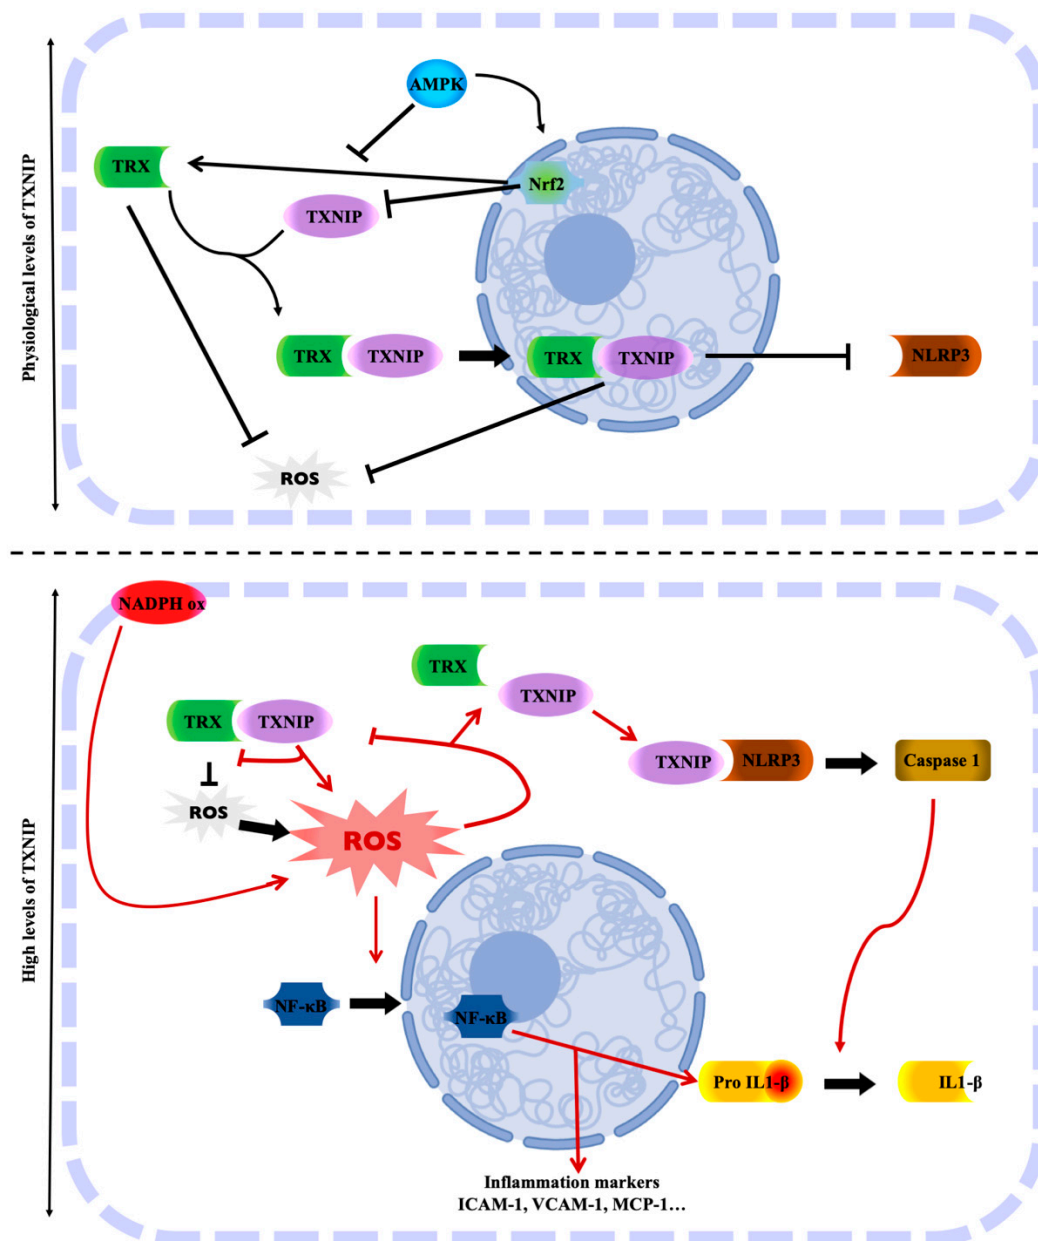 Physiological levels of TXNIP
AMPK
TRX
Nrf2
TXNIP
TRX
TXNIP
TRX
TXNIP
NLRP3
ROS
High levels of TXNIP
NADPH ox
TRX
TXNIP
TRX
TXNIP
TXNIP
NLRP3
Caspase 1
ROS
ROS
NF-κB
NF-κB
Pro IL1-β
IL1-β
Inflammation markers
ICAM-1, VCAM-1, MCP-1...